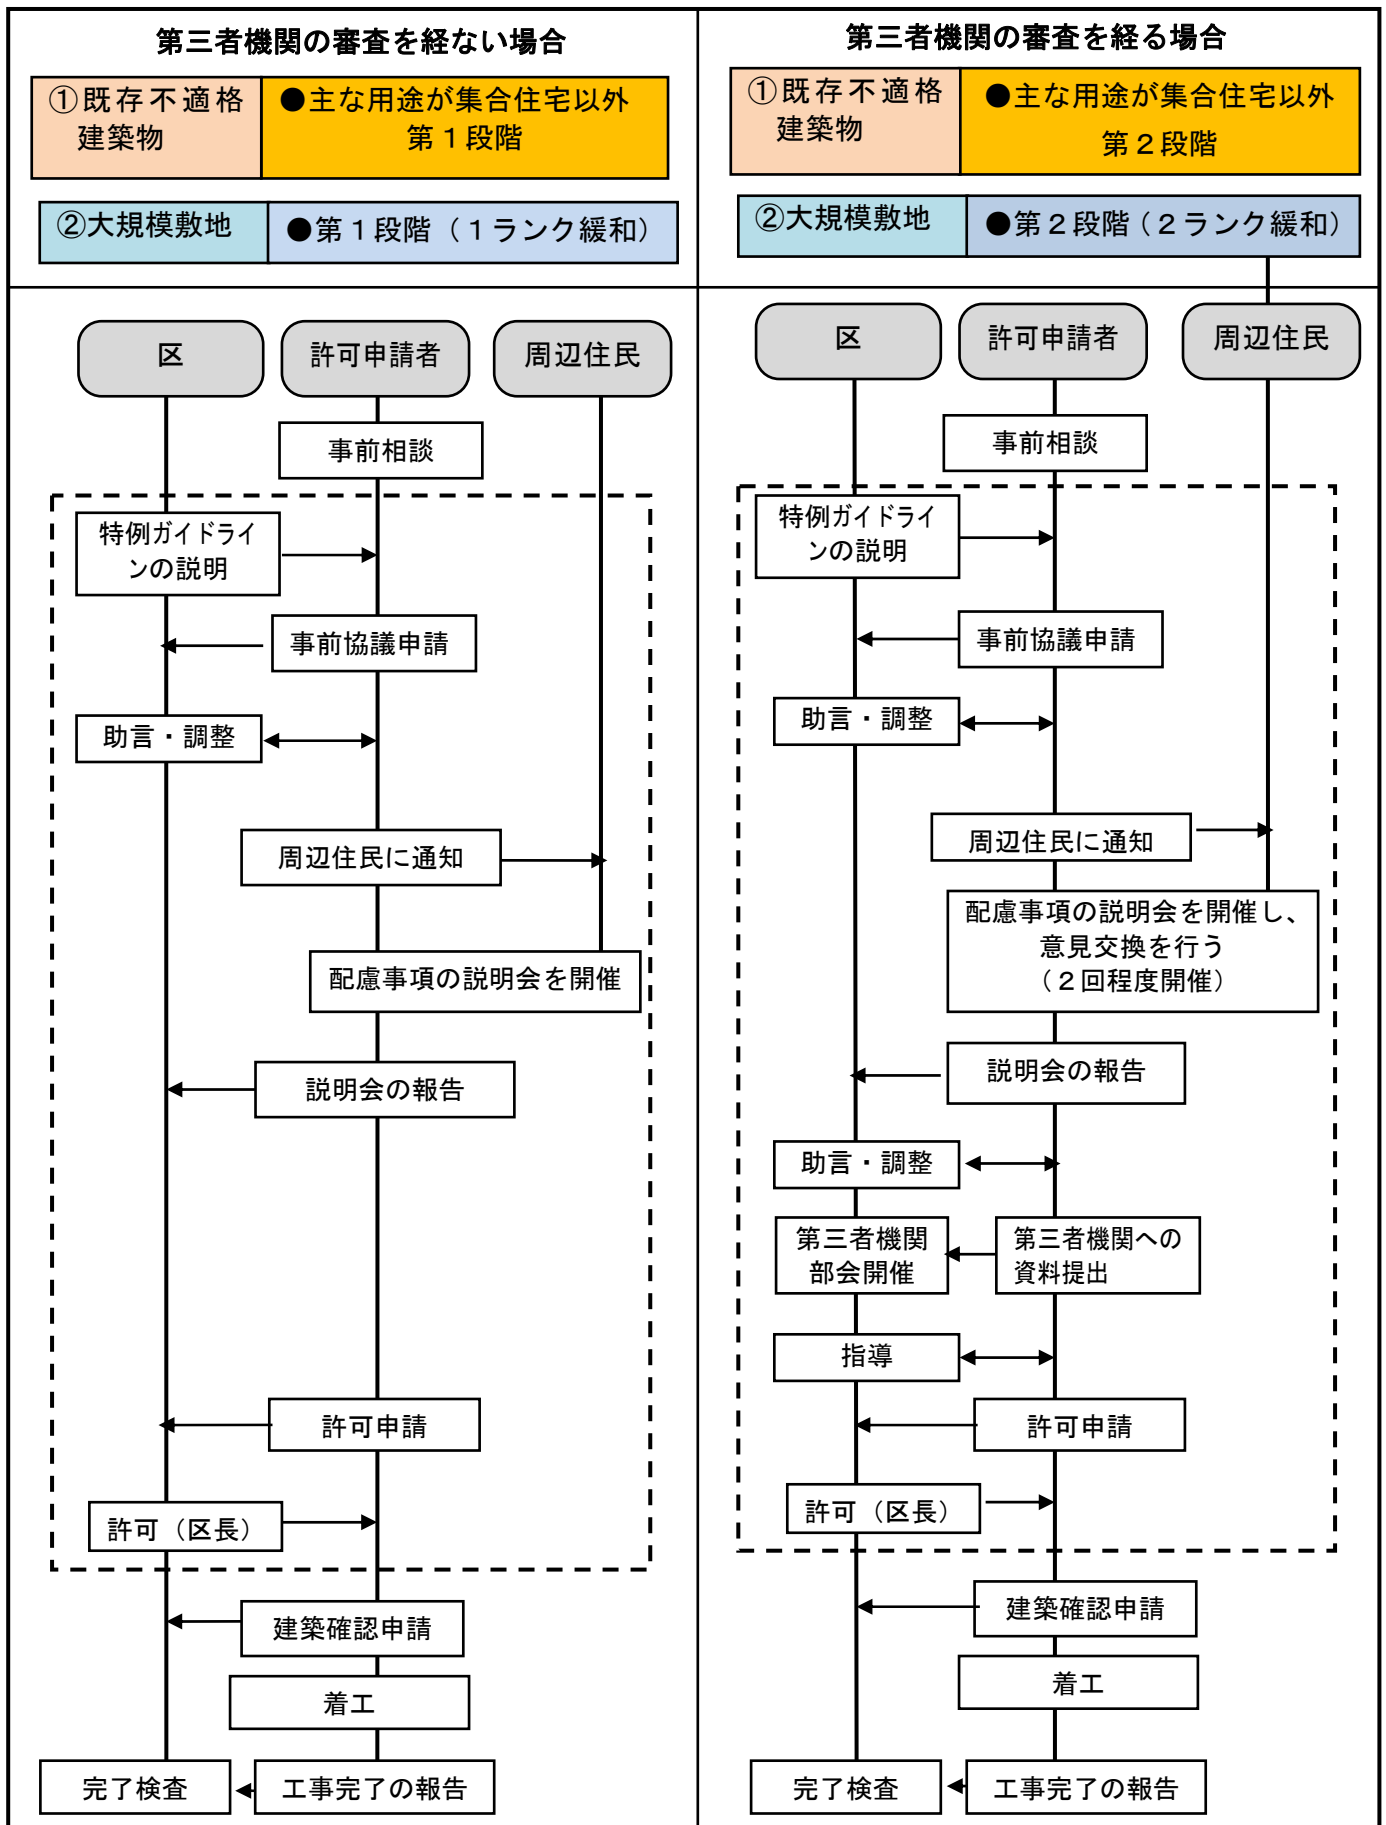 第三者機関の審査を経ない場合
①既存不適格
建築物
●主な用途が集合住宅以外
第１段階
②大規模敷地
●第１段階（１ランク緩和）
区
許可申請者
周辺住民
事前相談
特例ガイドライ
ンの説明
事前協議申請
助言・調整
周辺住民に通知
配慮事項の説明会を開催
説明会の報告
許可申請
許可（区長）
建築確認申請
着工
完了検査
工事完了の報告
第三者機関の審査を経る場合
①既存不適格
建築物
●主な用途が集合住宅以外
第２段階
②大規模敷地
●第２段階（２ランク緩和）
区
許可申請者
周辺住民
事前相談
特例ガイドライ
ンの説明
事前協議申請
助言・調整
周辺住民に通知
配慮事項の説明会を開催し、
意見交換を行う
（２回程度開催）
説明会の報告
助言・調整
第三者機関
部会開催
第三者機関への
資料提出
指導
許可申請
許可（区長）
建築確認申請
着工
完了検査
工事完了の報告